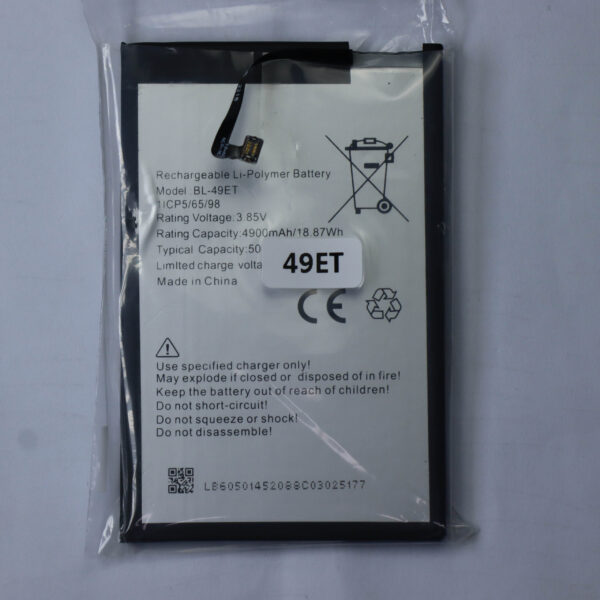 Rechargeable Li-Polymer Battery
Model: BL-49ET
1ICP5/65/98
Rating Voltage: 3.85V
Rating Capacity: 4900mAh/18.87Wh
Typical Capacity: 50
Limited charge volta
Made in China
49ET
CE
Use specified charger only!
May explode if closed or disposed of in fire!
Keep the battery out of reach of children!
Do not short-circuit!
Do not squeeze or shock!
Do not disassemble!
LB60501452088C03025177